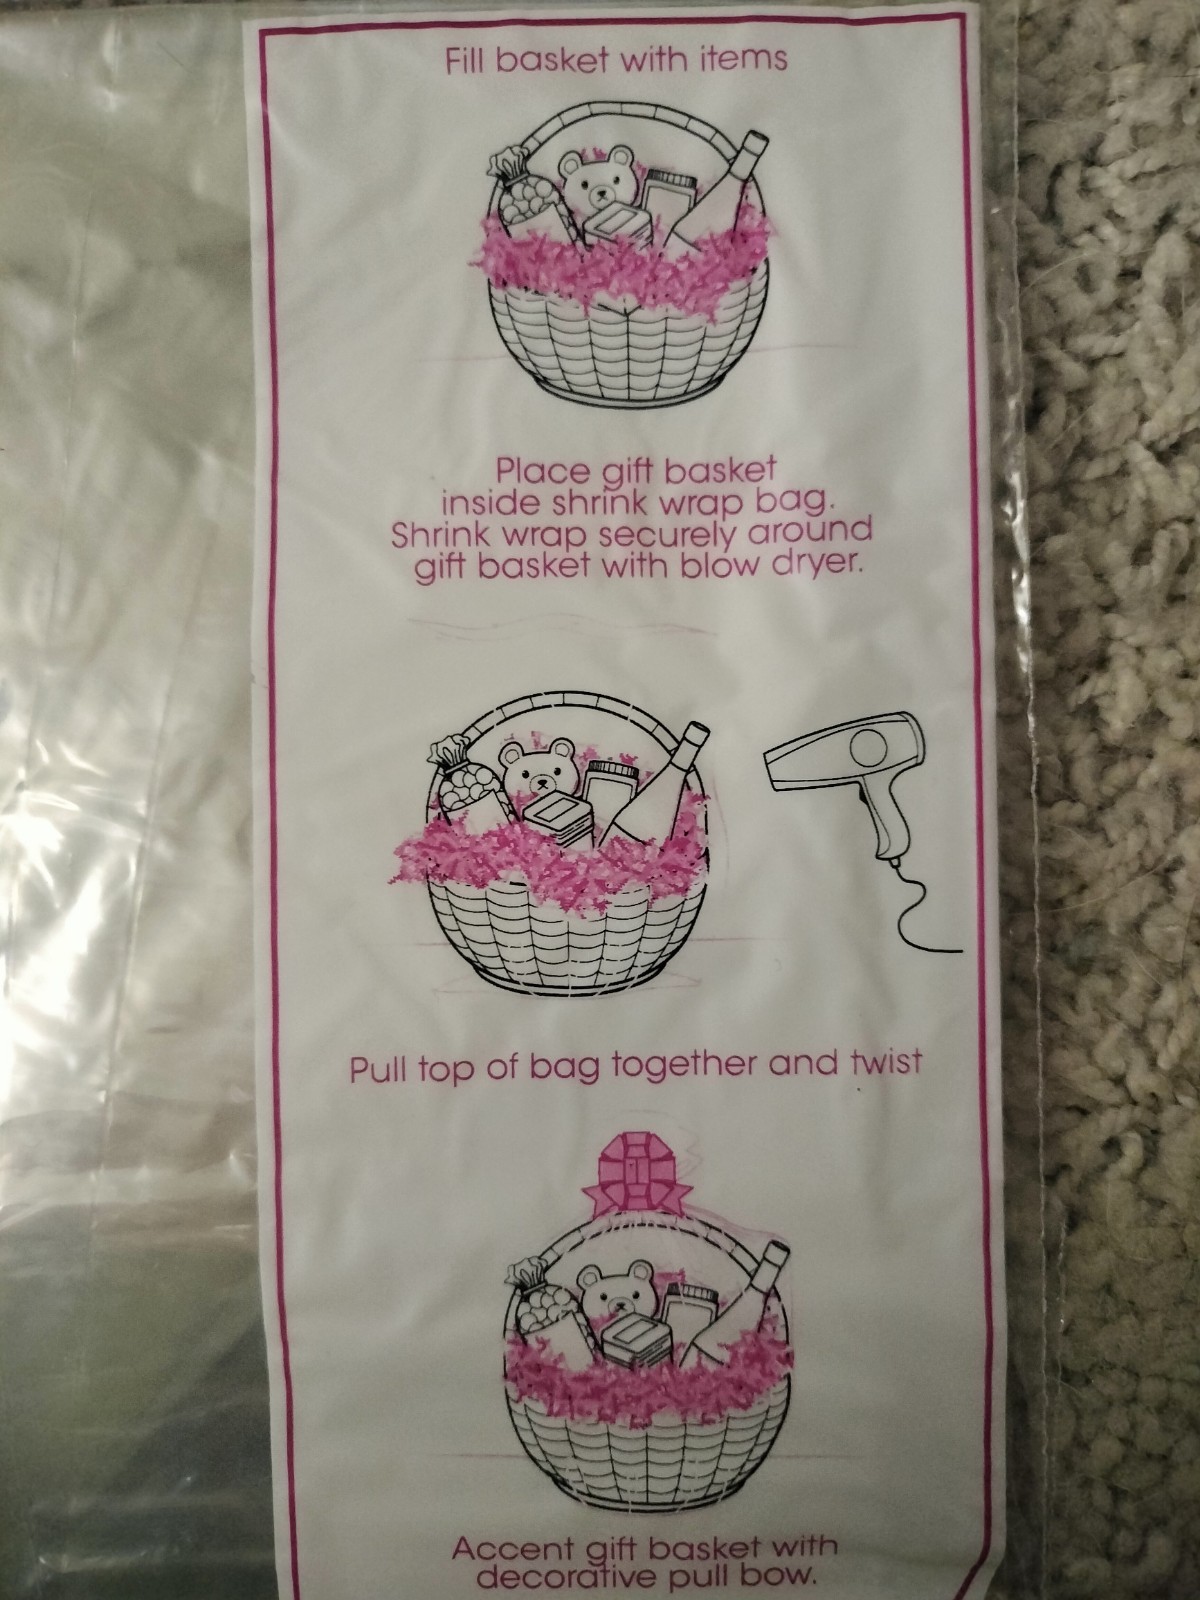 Fill basket with items
Place gift basket
inside shrink wrap bag.
Shrink wrap securely around
gift basket with blow dryer.
Pull top of bag together and twist
Accent gift basket with
decorative pull bow.